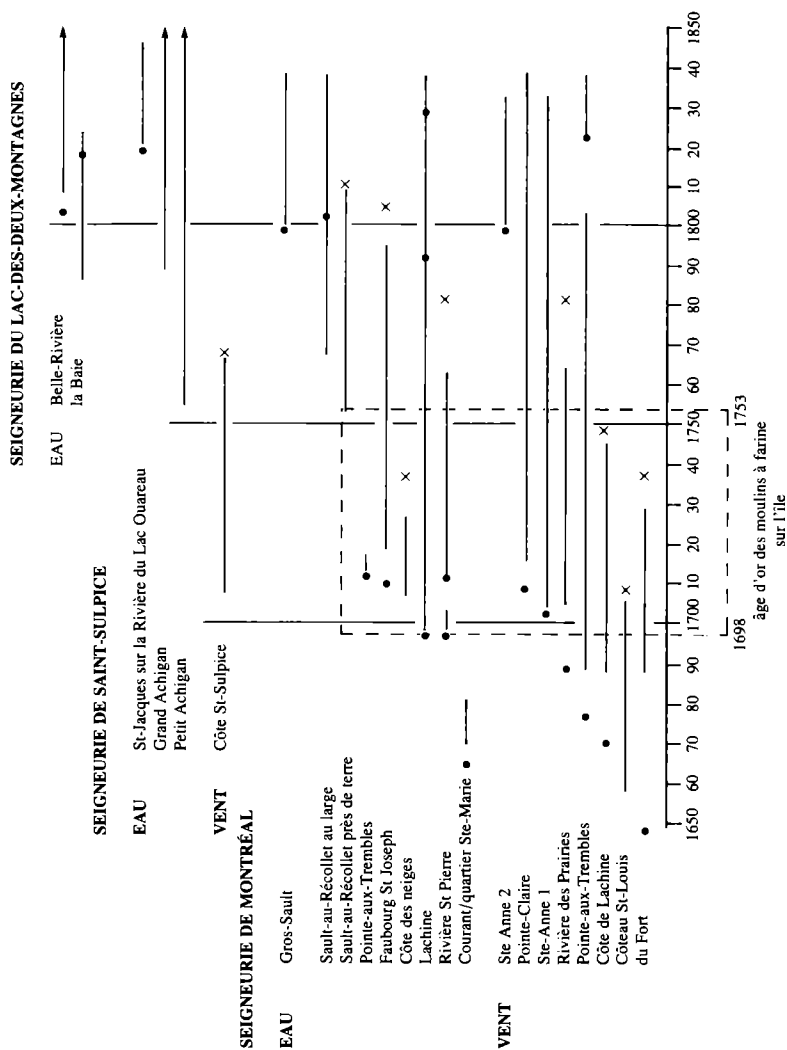 SEIGNEURIE DU LAC-DES-DEUX-MONTAGNES
EAU
Belle-Rivière
la Baie
SEIGNEURIE DE SAINT-SULPICE
EAU
St-Jacques sur la Rivière du Lac Ouareau
Grand Achigan
Petit Achigan
VENT
Côte St-Sulpice
SEIGNEURIE DE MONTRÉAL
EAU
Gros-Sault
Sault-au-Récollet au large
Sault-au-Récollet près de terre
Pointe-aux-Trembles
Faubourg St Joseph
Côte des neiges
Lachine
Rivière St Pierre
Courant/quartier Ste-Marie
VENT
Ste Anne 2
Pointe-Claire
Ste-Anne 1
Rivière des Prairies
Pointe-aux-Trembles
Côte de Lachine
Côteau St-Louis
du Fort
1650 60 70 80 90 1700 10 20 30 40 1750 60 70 80 90 1800 10 20 30 40 1850
1698 1753
âge d'or des moulins à farine
sur l'île